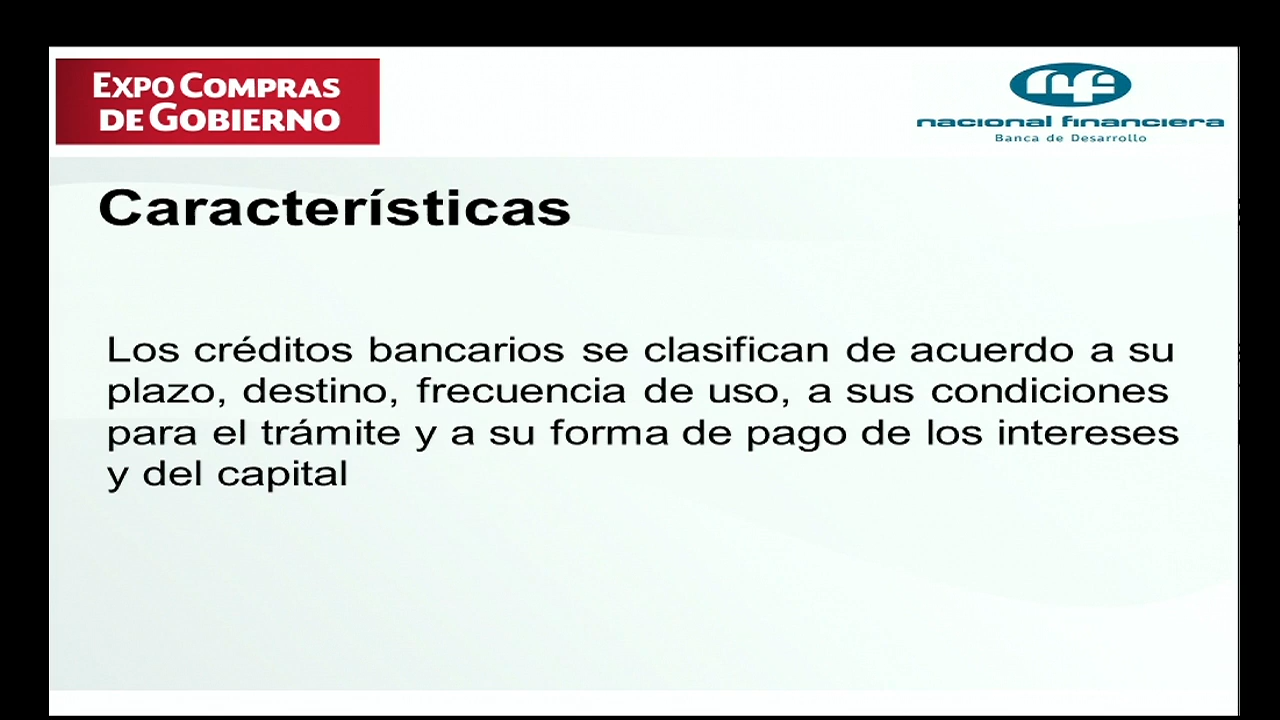 EXPO COMPRAS
DE GOBIERNO
nf
nacional financiera
Banca de Desarrollo
Características
Los créditos bancarios se clasifican de acuerdo a su
plazo, destino, frecuencia de uso, a sus condiciones
para el trámite y a su forma de pago de los intereses
y del capital